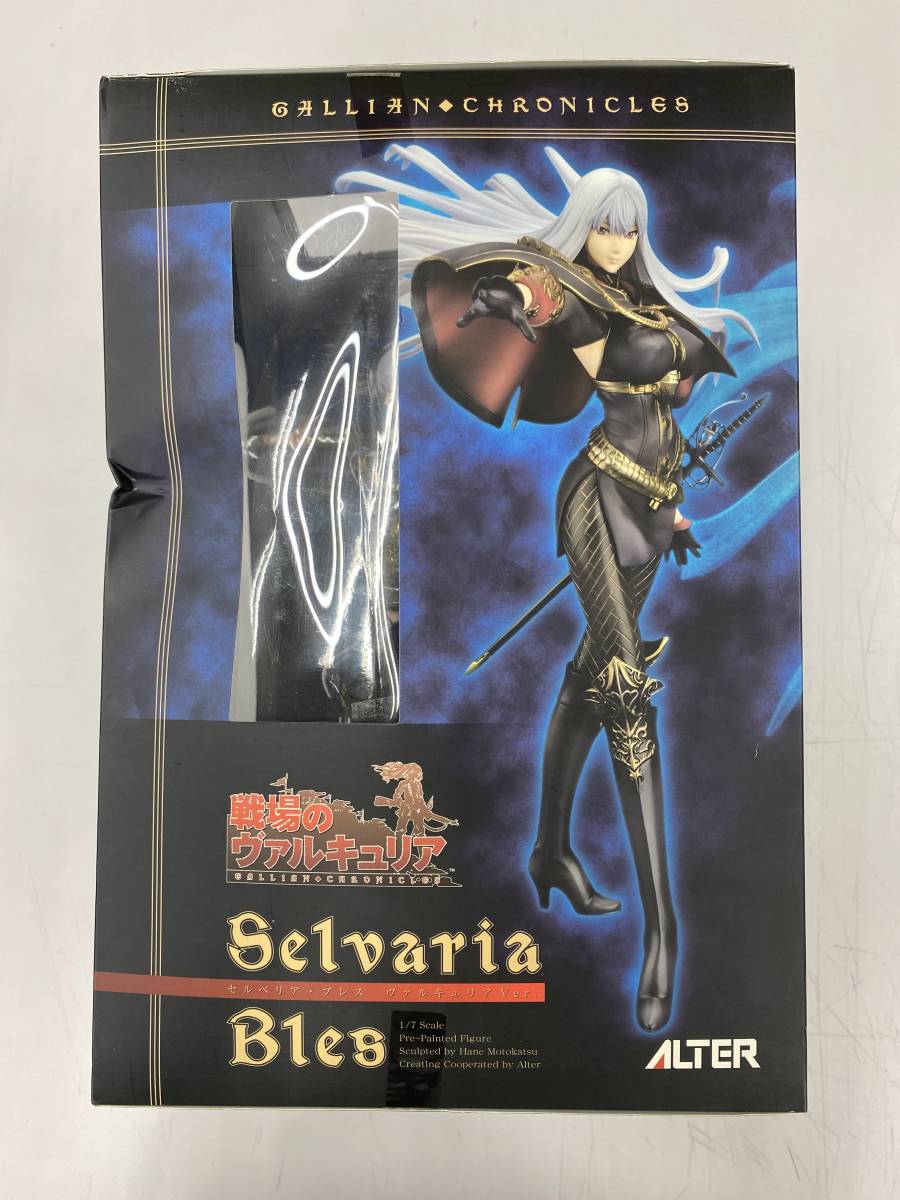 GALLIAN◆CHRONICLES
戦場の
ヴァルキュリア™
GALLIAN◆CHRONICLES
Selvaria
セルベリア・ブレス ヴァルキュリアVer.
Bles
1/7 Scale
Pre-Painted Figure
Sculpted by Hane Motokatsu
Creating Cooperated by Alter
ALTER